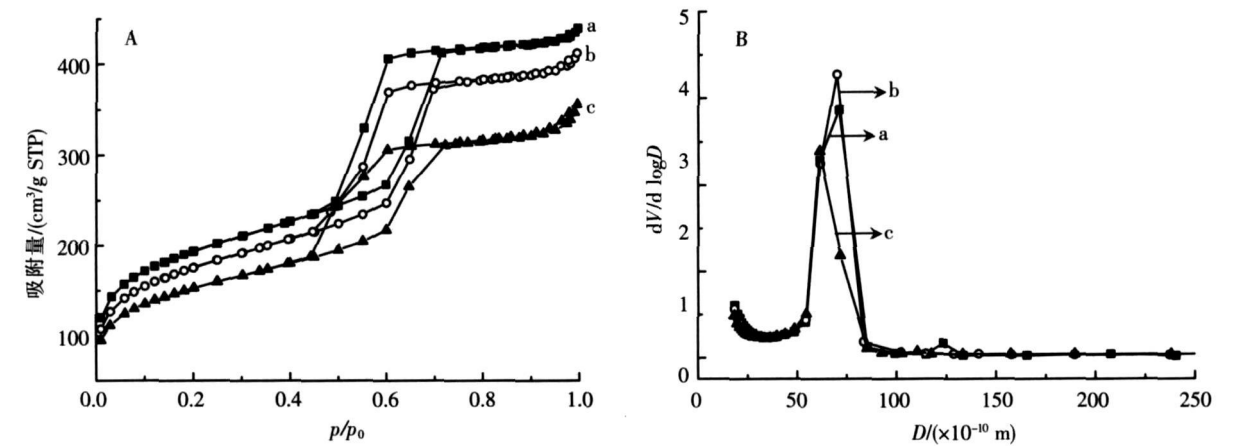 A
a
b
c
400
300
200
100
吸附量/(cm³/g STP)
0.0 0.2 0.4 0.6 0.8 1.0
p/p₀
B
b
a
c
5
4
3
2
1
0
dV/d logD
0 50 100 150 200 250
D/(×10⁻¹⁰ m)